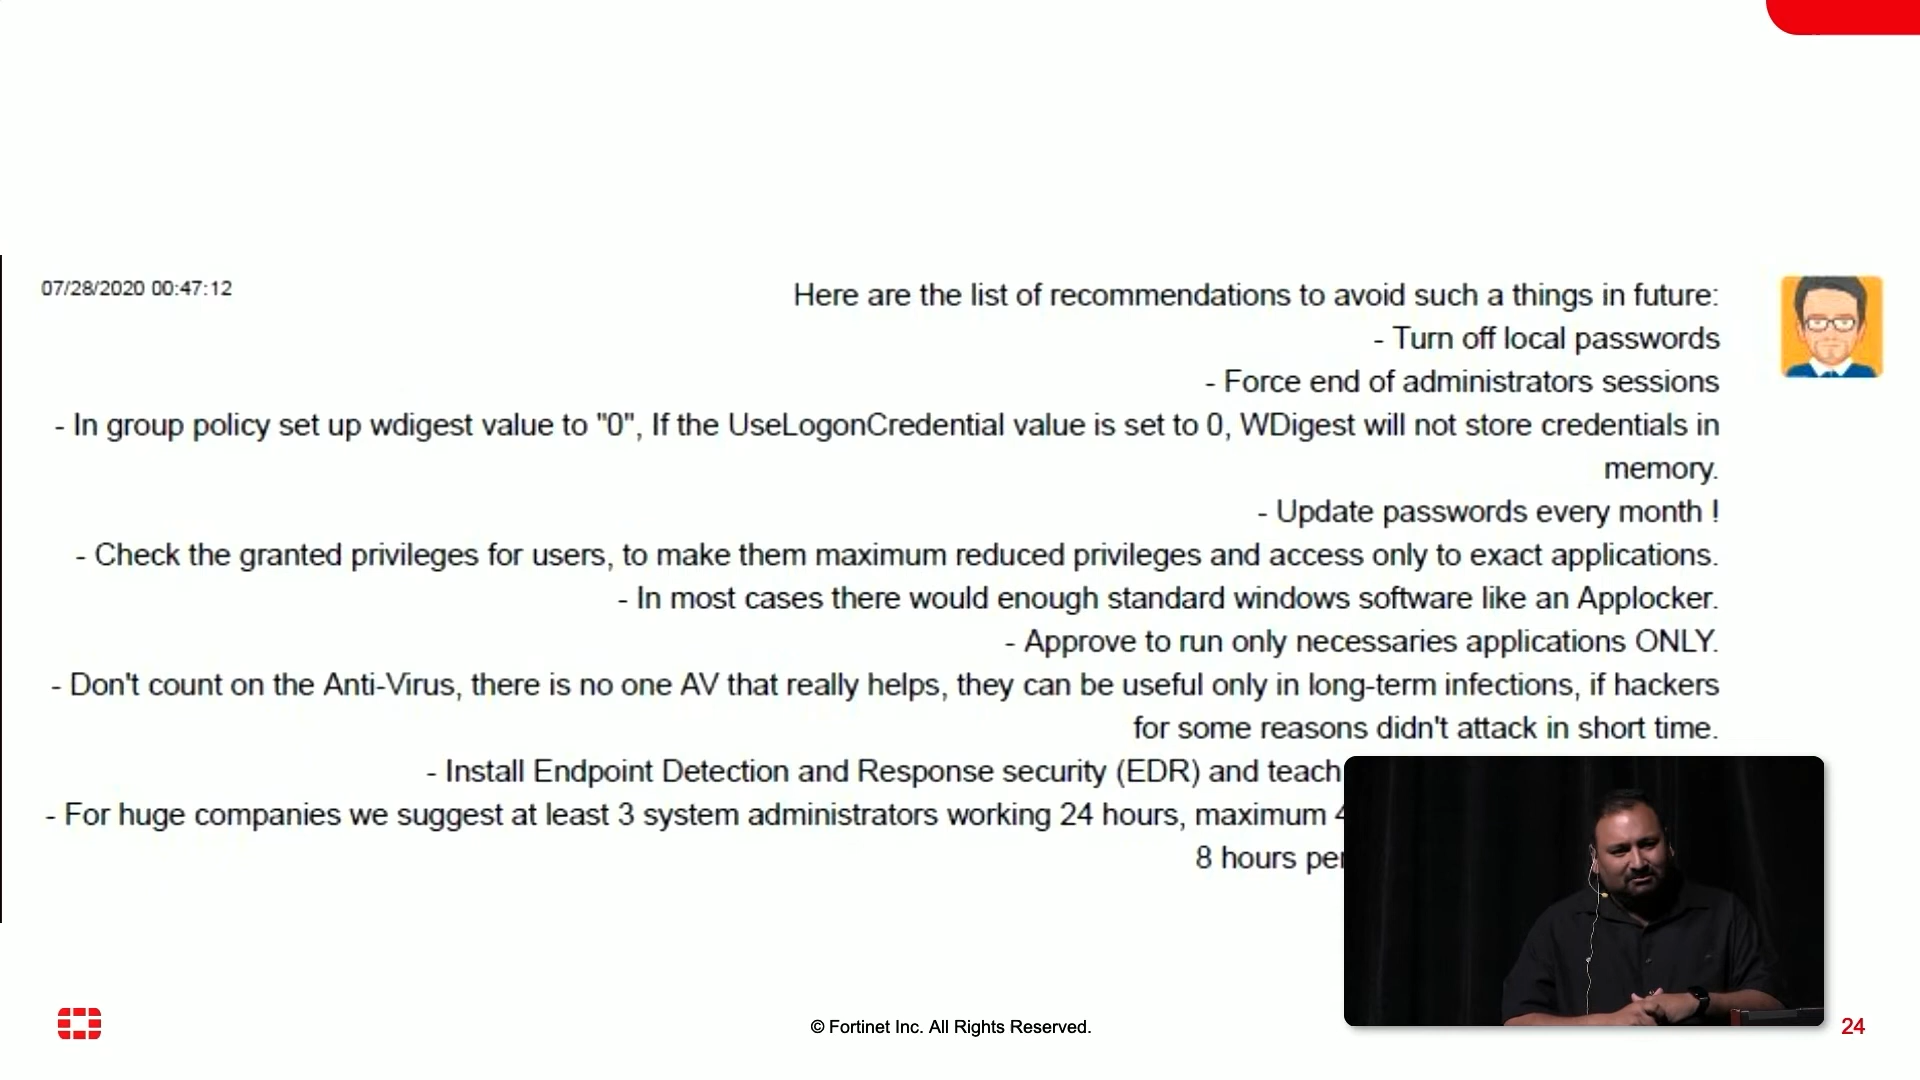 07/28/2020 00:47:12
Here are the list of recommendations to avoid such a things in future:
- Turn off local passwords
- Force end of administrators sessions
- In group policy set up wdigest value to "0", If the UseLogonCredential value is set to 0, WDigest will not store credentials in
memory.
- Update passwords every month !
- Check the granted privileges for users, to make them maximum reduced privileges and access only to exact applications.
- In most cases there would enough standard windows software like an Applocker.
- Approve to run only necessaries applications ONLY.
- Don't count on the Anti-Virus, there is no one AV that really helps, they can be useful only in long-term infections, if hackers
for some reasons didn't attack in short time.
- Install Endpoint Detection and Response security (EDR) and teach
- For huge companies we suggest at least 3 system administrators working 24 hours, maximum
8 hours per
© Fortinet Inc. All Rights Reserved.
24